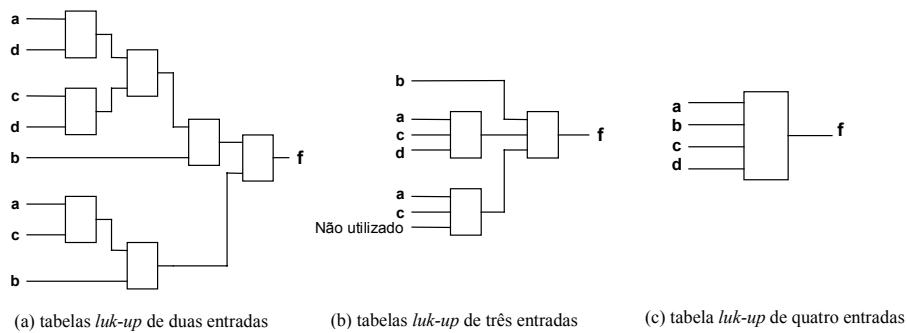 a
d
c
d
b
a
c
b
f
(a) tabelas luk-up de duas entradas
b
a
c
d
a
c
Não utilizado
f
(b) tabelas luk-up de três entradas
a
b
c
d
f
(c) tabela luk-up de quatro entradas